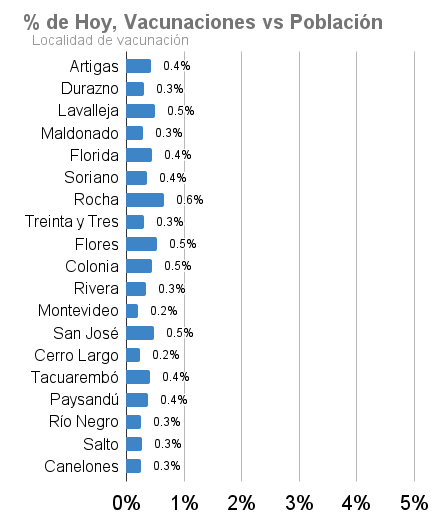 % de Hoy, Vacunaciones vs Población
Localidad de vacunación
Artigas 0.4%
Durazno 0.3%
Lavalleja 0.5%
Maldonado 0.3%
Florida 0.4%
Soriano 0.4%
Rocha 0.6%
Treinta y Tres 0.3%
Flores 0.5%
Colonia 0.5%
Rivera 0.3%
Montevideo 0.2%
San José 0.5%
Cerro Largo 0.2%
Tacuarembó 0.4%
Paysandú 0.4%
Río Negro 0.3%
Salto 0.3%
Canelones 0.3%
0% 1% 2% 3% 4% 5%